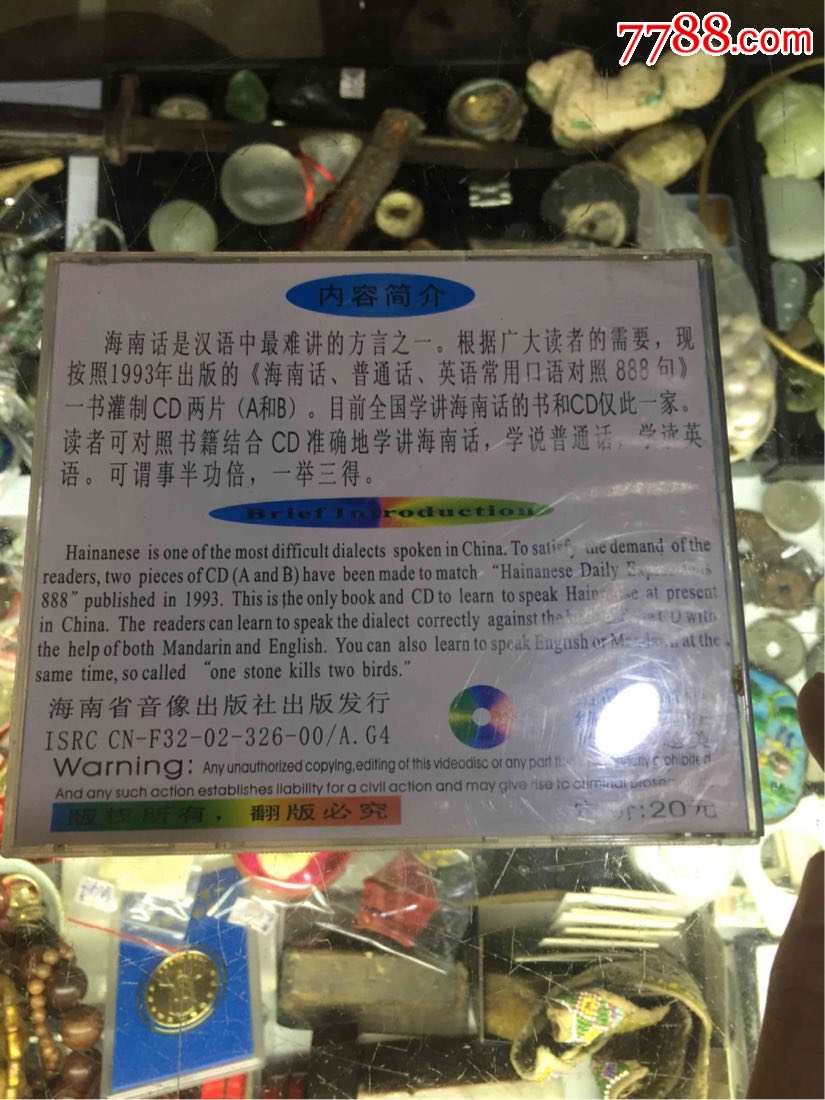 7788.com
内容简介
海南话是汉语中最难讲的方言之一。根据广大读者的需要，现
按照1993年出版的《海南话、普通话、英语常用口语对照 888 句》
一书灌制 CD 两片（A和B）。目前全国学讲海南话的书和CD仅此一家。
读者可对照书籍结合 CD 准确地学讲海南话，学说普通话，学读英
语。可谓事半功倍，一举三得。
Brief Introduction
Hainanese is one of the most difficult dialects spoken in China. To satisfy the demand of the
readers, two pieces of CD (A and B) have been made to match “Hainanese Daily Expressions
888” published in 1993. This is the only book and CD to learn to speak Hainanese at present
in China. The readers can learn to speak the dialect correctly against the with
the help of both Mandarin and English. You can also learn to speak English or Mandarin at the
same time, so called “one stone kills two birds.”
海南省音像出版社出版发行
ISRC CN-F32-02-326-00/A.G4
Warning: Any unauthorized copying,editing of this videodisc or any part strictly prohibited
And any such action establishes liability for a civil action and may give rise to criminal
版权所有，翻版必究
定价:20元